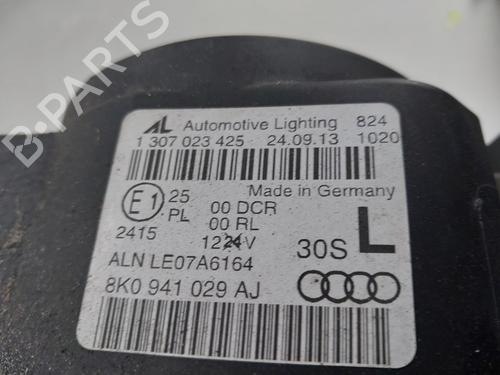 B-PARTS
AL Automotive Lighting 824
1 307 023 425 24.09.13 1020
Made in Germany
E1 25 00 DCR
PL 00 RL
2415 12 V 30S L
ALN LE07A6164
8K0 941 029 AJ